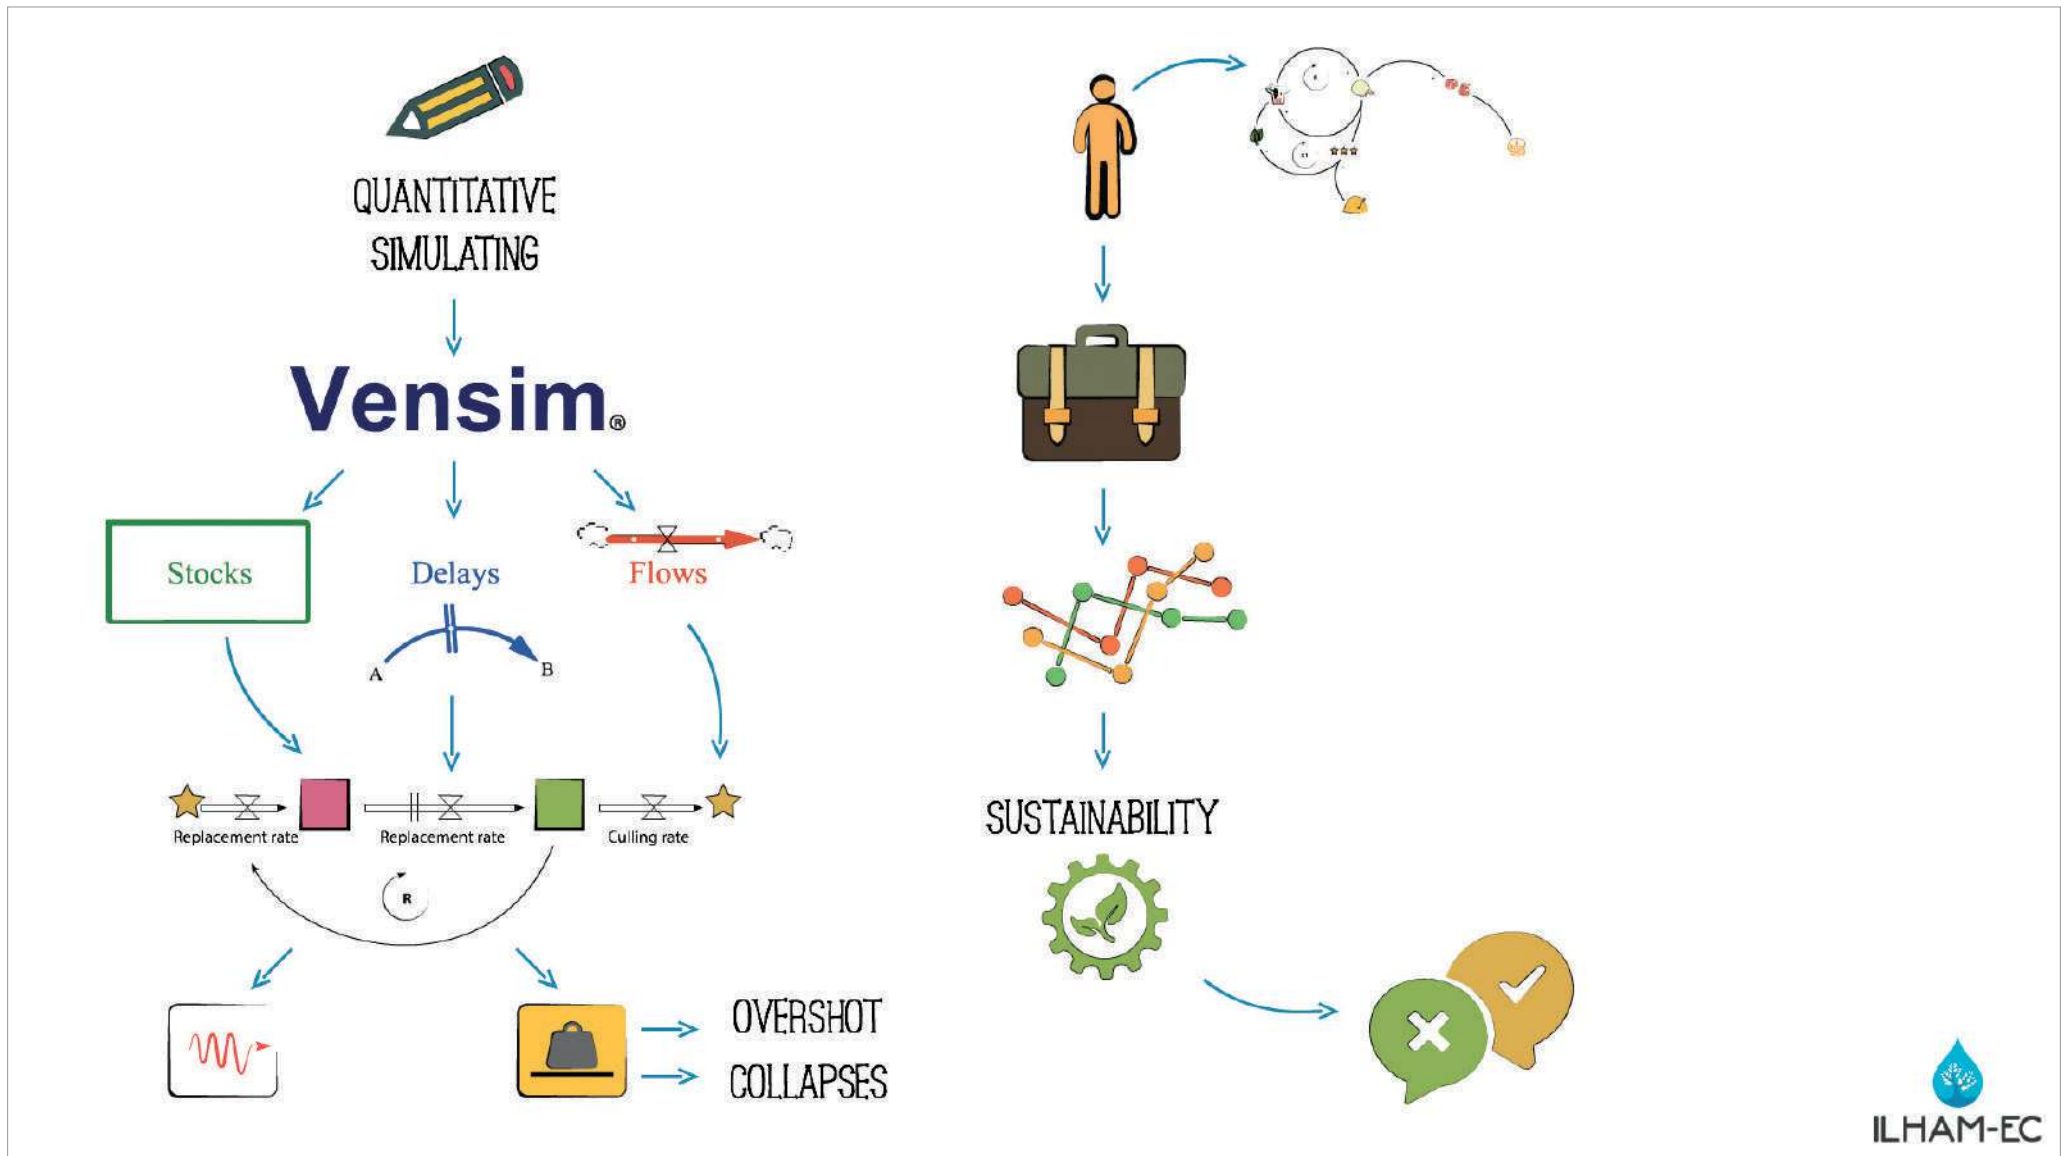 QUANTITATIVE
SIMULATING
Vensim®
Stocks
Delays
Flows
A
B
Replacement rate
Replacement rate
Culling rate
R
OVERSHOT
COLLAPSES
SUSTAINABILITY
ILHAM-EC